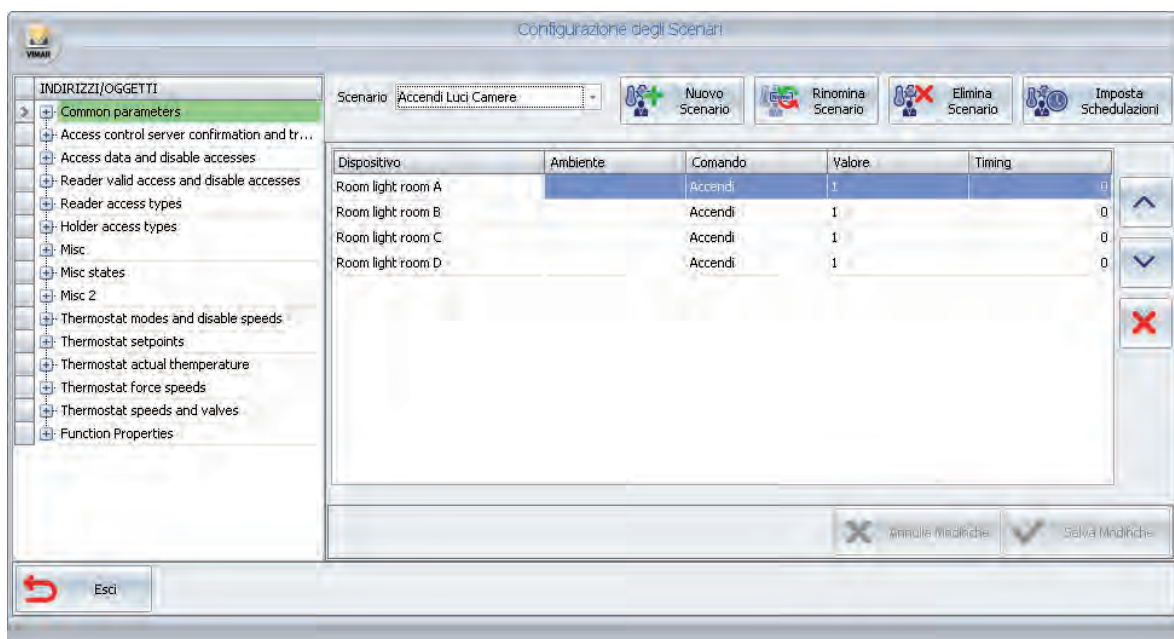 Configurazione degli Scenari
VIMAR
INDIRIZZI/OGGETTI
Common parameters
Access control server confirmation and tr...
Access data and disable accesses
Reader valid access and disable accesses
Reader access types
Holder access types
Misc
Misc states
Misc 2
Thermostat modes and disable speeds
Thermostat setpoints
Thermostat actual themperature
Thermostat force speeds
Thermostat speeds and valves
Function Properties
Scenario Accendi Luci Camere
Nuovo Scenario
Rinomina Scenario
Elimina Scenario
Imposta Schedulazioni
Dispositivo Ambiente Comando Valore Timing
Room light room A Accendi 1 0
Room light room B Accendi 1 0
Room light room C Accendi 1 0
Room light room D Accendi 1 0
Annulla Modifiche
Salva Modifiche
Esci